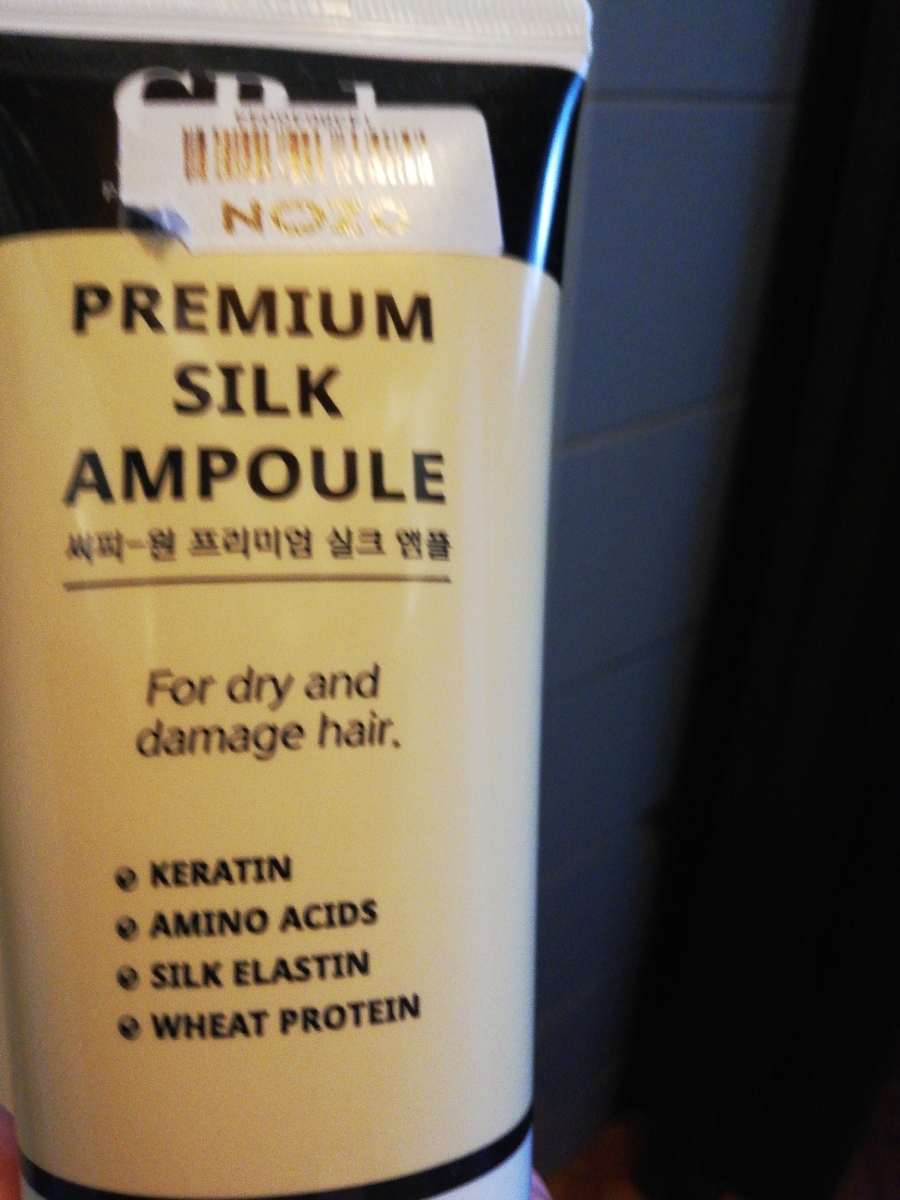 NOZO
PREMIUM
SILK
AMPOULE
씨피-원 프리미엄 실크 앰플
For dry and
damage hair.
KERATIN
AMINO ACIDS
SILK ELASTIN
WHEAT PROTEIN